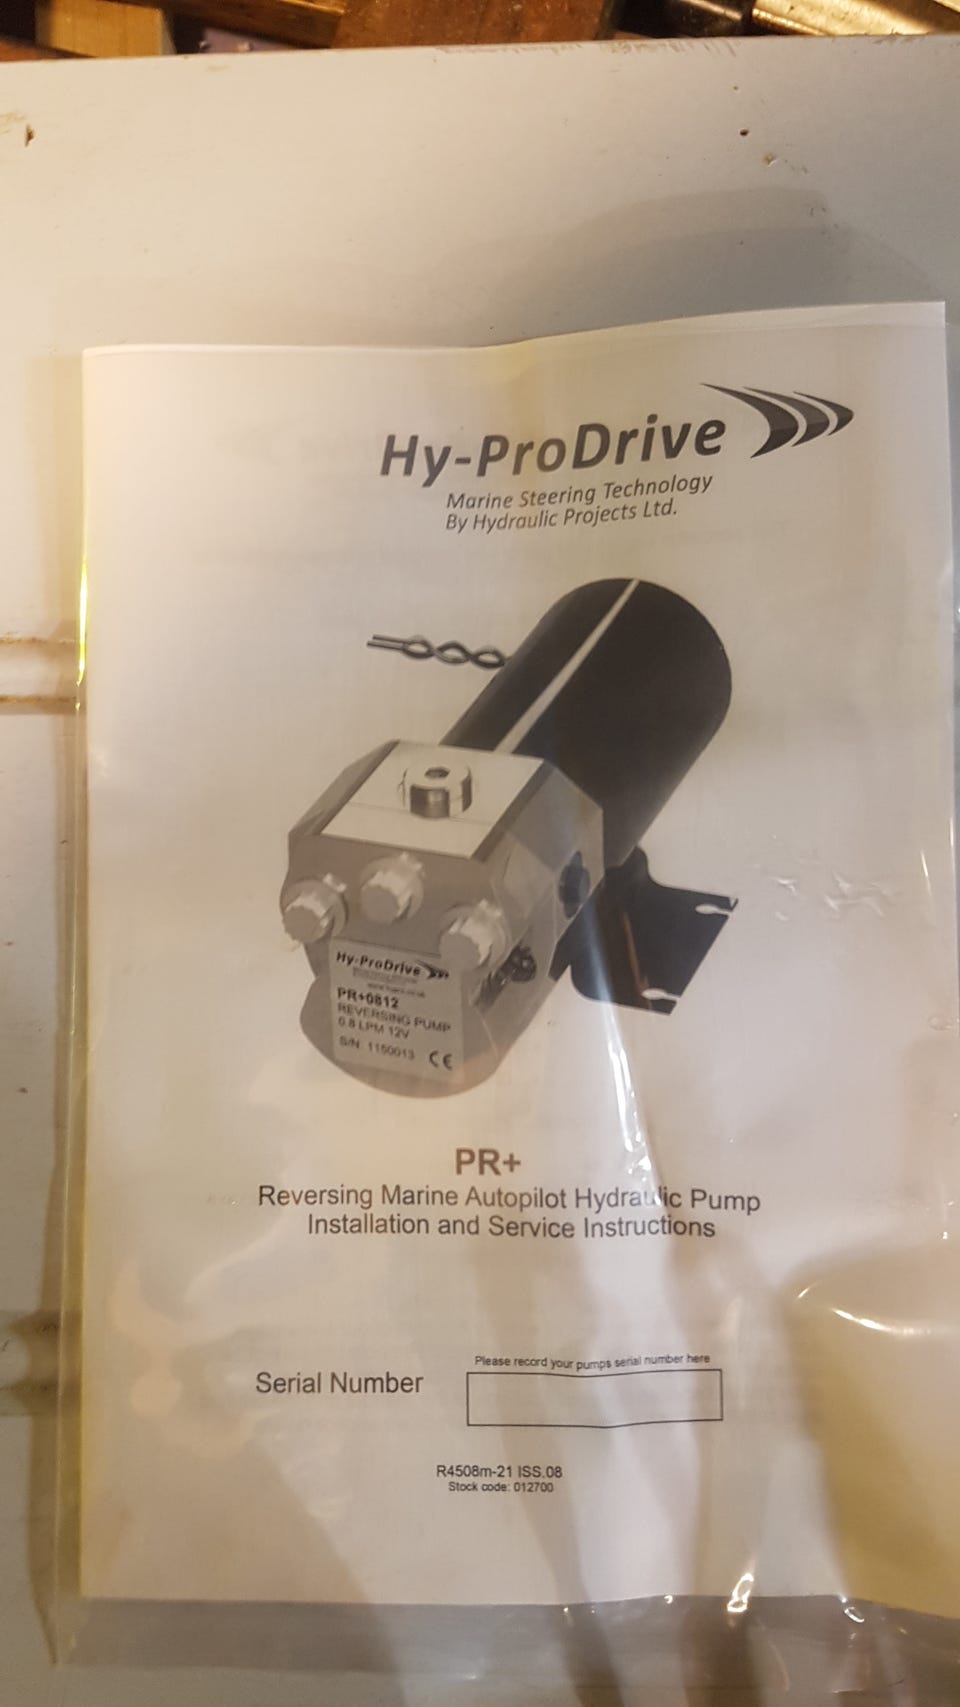 Hy-ProDrive
Marine Steering Technology
By Hydraulic Projects Ltd.
Hy-ProDrive
PR+0812
REVERSING PUMP
0.8 LPM 12V
S/N 1150013 CE
PR+
Reversing Marine Autopilot Hydraulic Pump
Installation and Service Instructions
Please record your pumps serial number here
Serial Number
R4508m-21 ISS.08
Stock code: 012700